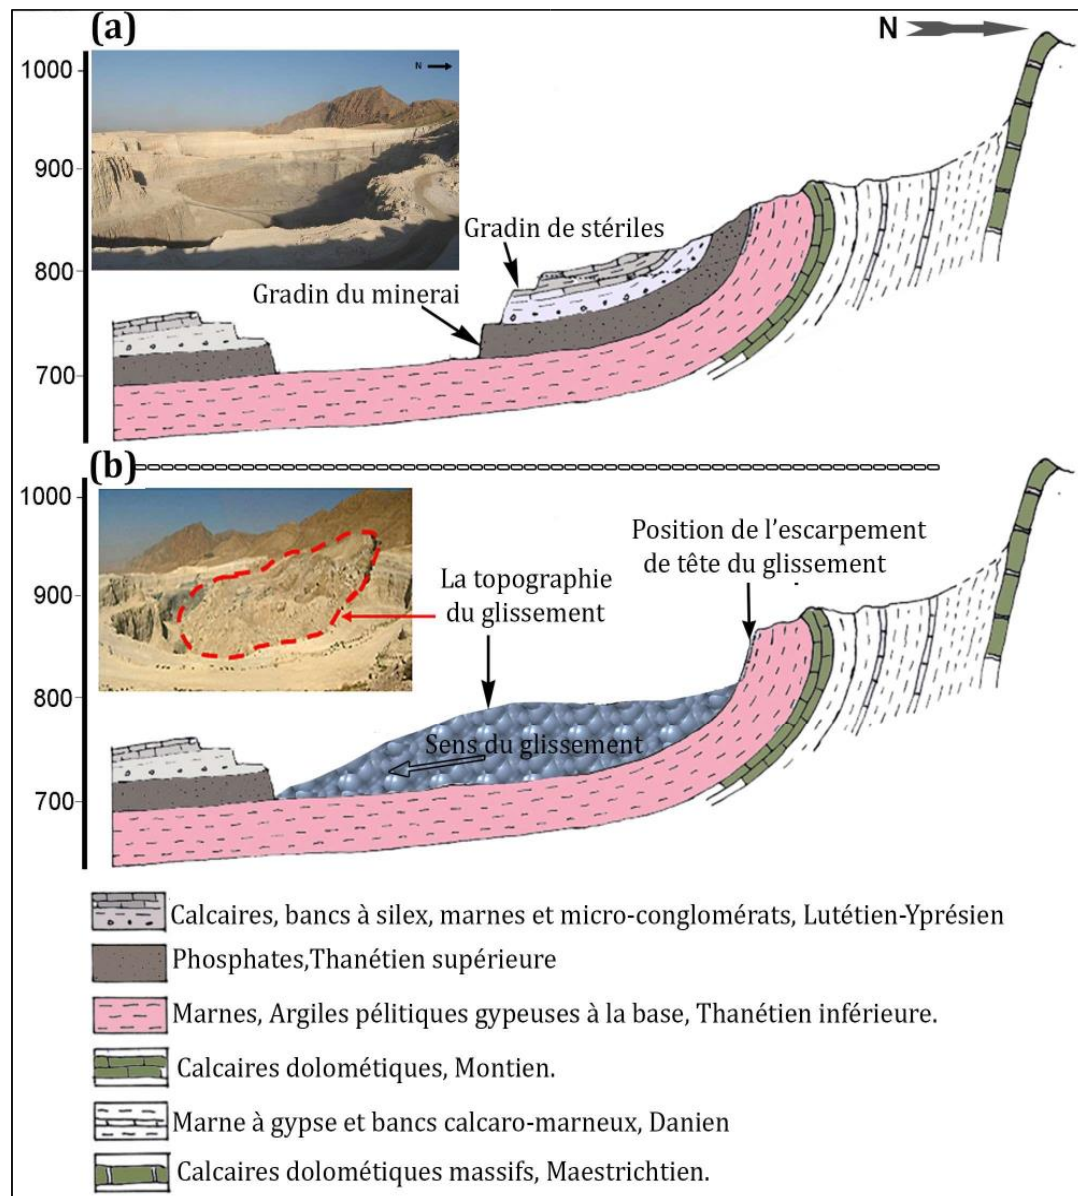 (a)
N
N
1000
900
800
700
Gradin de stériles
Gradin du minerai
(b)
1000
900
800
700
Position de l'escarpement
de tête du glissement
La topographie
du glissement
Sens du glissement
Calcaires, bancs à silex, marnes et micro-conglomérats, Lutétien-Yprésien
Phosphates,Thanétien supérieure
Marnes, Argiles pélitiques gypeuses à la base, Thanétien inférieure.
Calcaires dolométiques, Montien.
Marne à gypse et bancs calcaro-marneux, Danien
Calcaires dolométiques massifs, Maestrichtien.